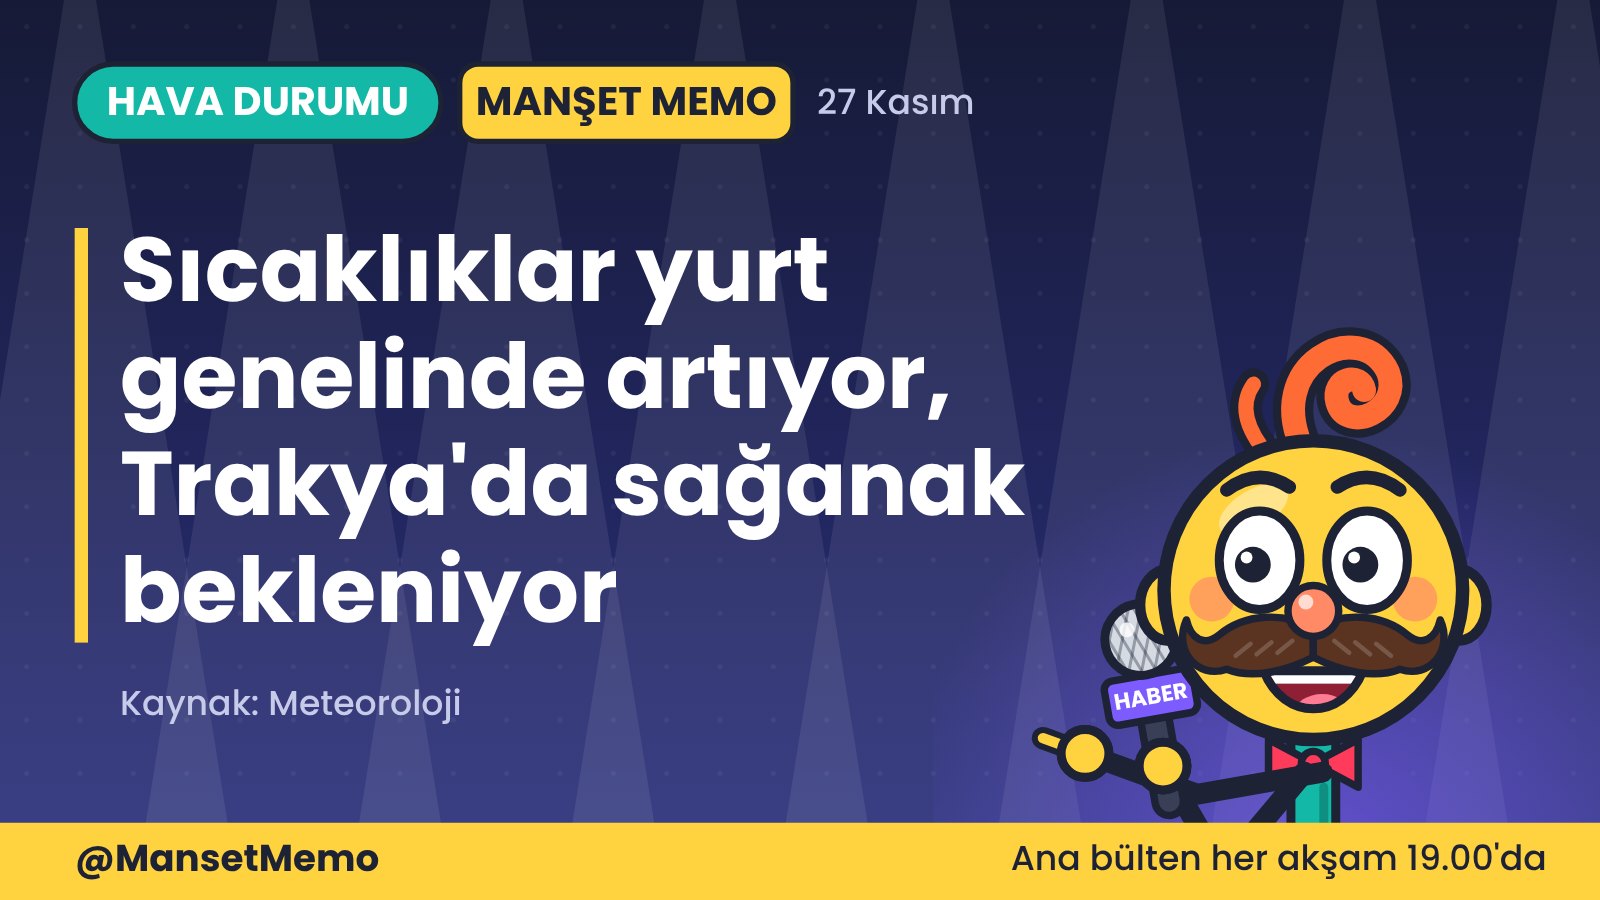 HAVA DURUMU
MANŞET MEMO
27 Kasım
Sıcaklıklar yurt
genelinde artıyor,
Trakya'da sağanak
bekleniyor
Kaynak: Meteoroloji
HABER
@MansetMemo
Ana bülten her akşam 19.00'da